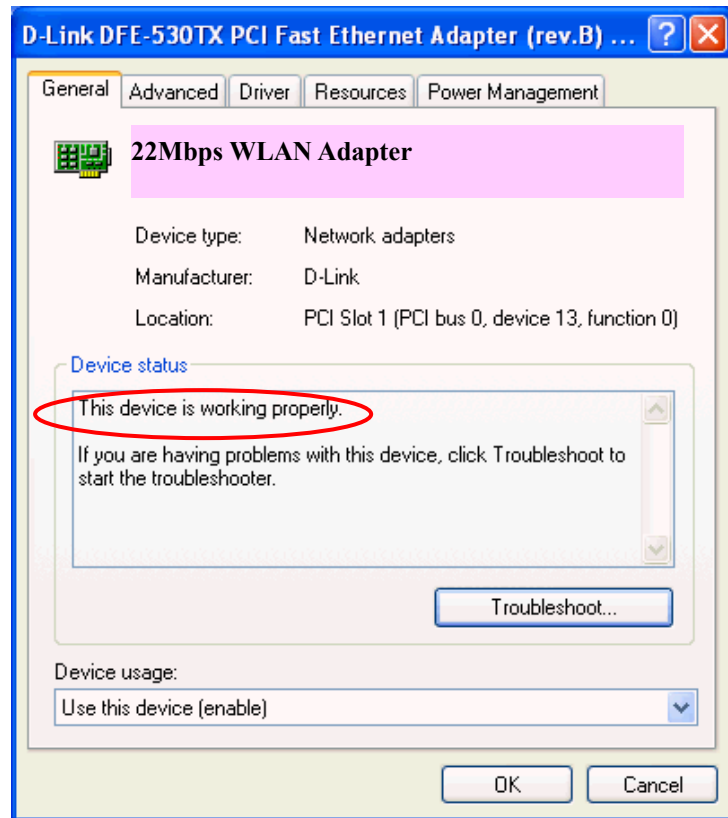 D-Link DFE-530TX PCI Fast Ethernet Adapter (rev.B) ... ?
General Advanced Driver Resources Power Management
22Mbps WLAN Adapter
Device type: Network adapters
Manufacturer: D-Link
Location: PCI Slot 1 (PCI bus 0, device 13, function 0)
Device status
This device is working properly.
If you are having problems with this device, click Troubleshoot to
start the troubleshooter.
Troubleshoot...
Device usage:
Use this device (enable)
OK Cancel